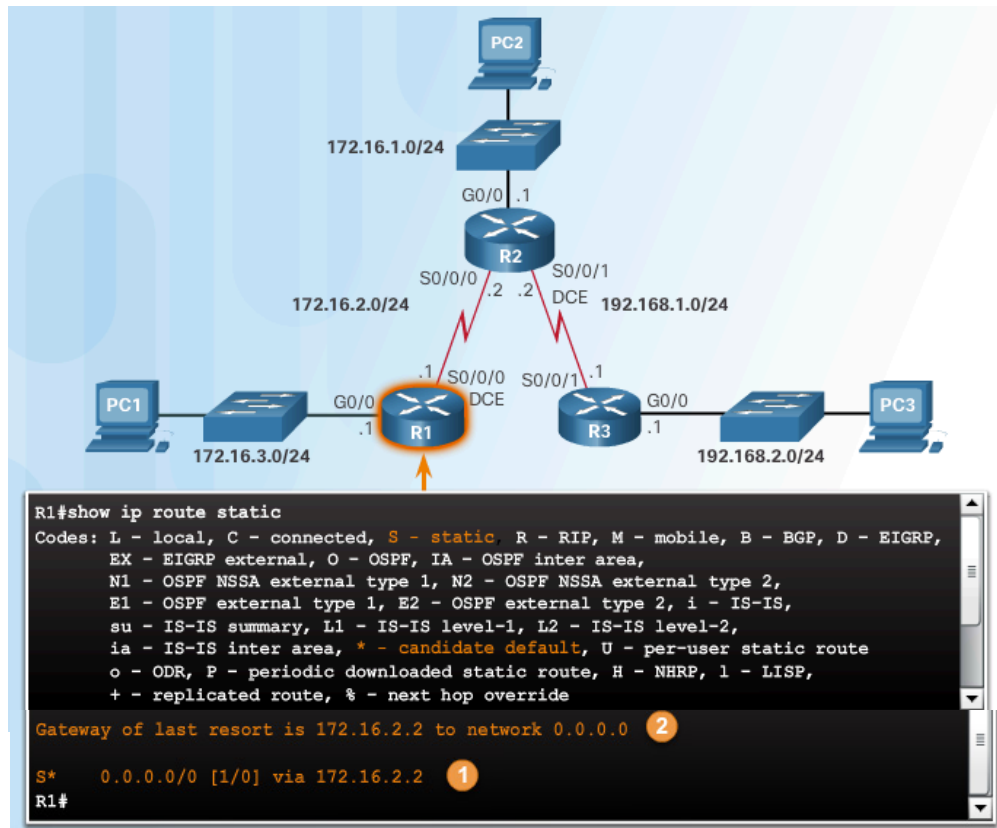 PC2
172.16.1.0/24
G0/0 .1
R2
S0/0/0 .2 .2 S0/0/1
DCE
172.16.2.0/24
192.168.1.0/24
.1 S0/0/0
DCE
S0/0/1 .1
PC1
G0/0
.1
R1
R3
G0/0
.1
PC3
172.16.3.0/24
192.168.2.0/24
R1#show ip route static
Codes: L - local, C - connected, S - static, R - RIP, M - mobile, B - BGP, D - EIGRP,
EX - EIGRP external, O - OSPF, IA - OSPF inter area,
N1 - OSPF NSSA external type 1, N2 - OSPF NSSA external type 2,
E1 - OSPF external type 1, E2 - OSPF external type 2, i - IS-IS,
su - IS-IS summary, L1 - IS-IS level-1, L2 - IS-IS level-2,
ia - IS-IS inter area, * - candidate default, U - per-user static route
o - ODR, P - periodic downloaded static route, H - NHRP, l - LISP,
+ - replicated route, % - next hop override
Gateway of last resort is 172.16.2.2 to network 0.0.0.0 2
S* 0.0.0.0/0 [1/0] via 172.16.2.2 1
R1#